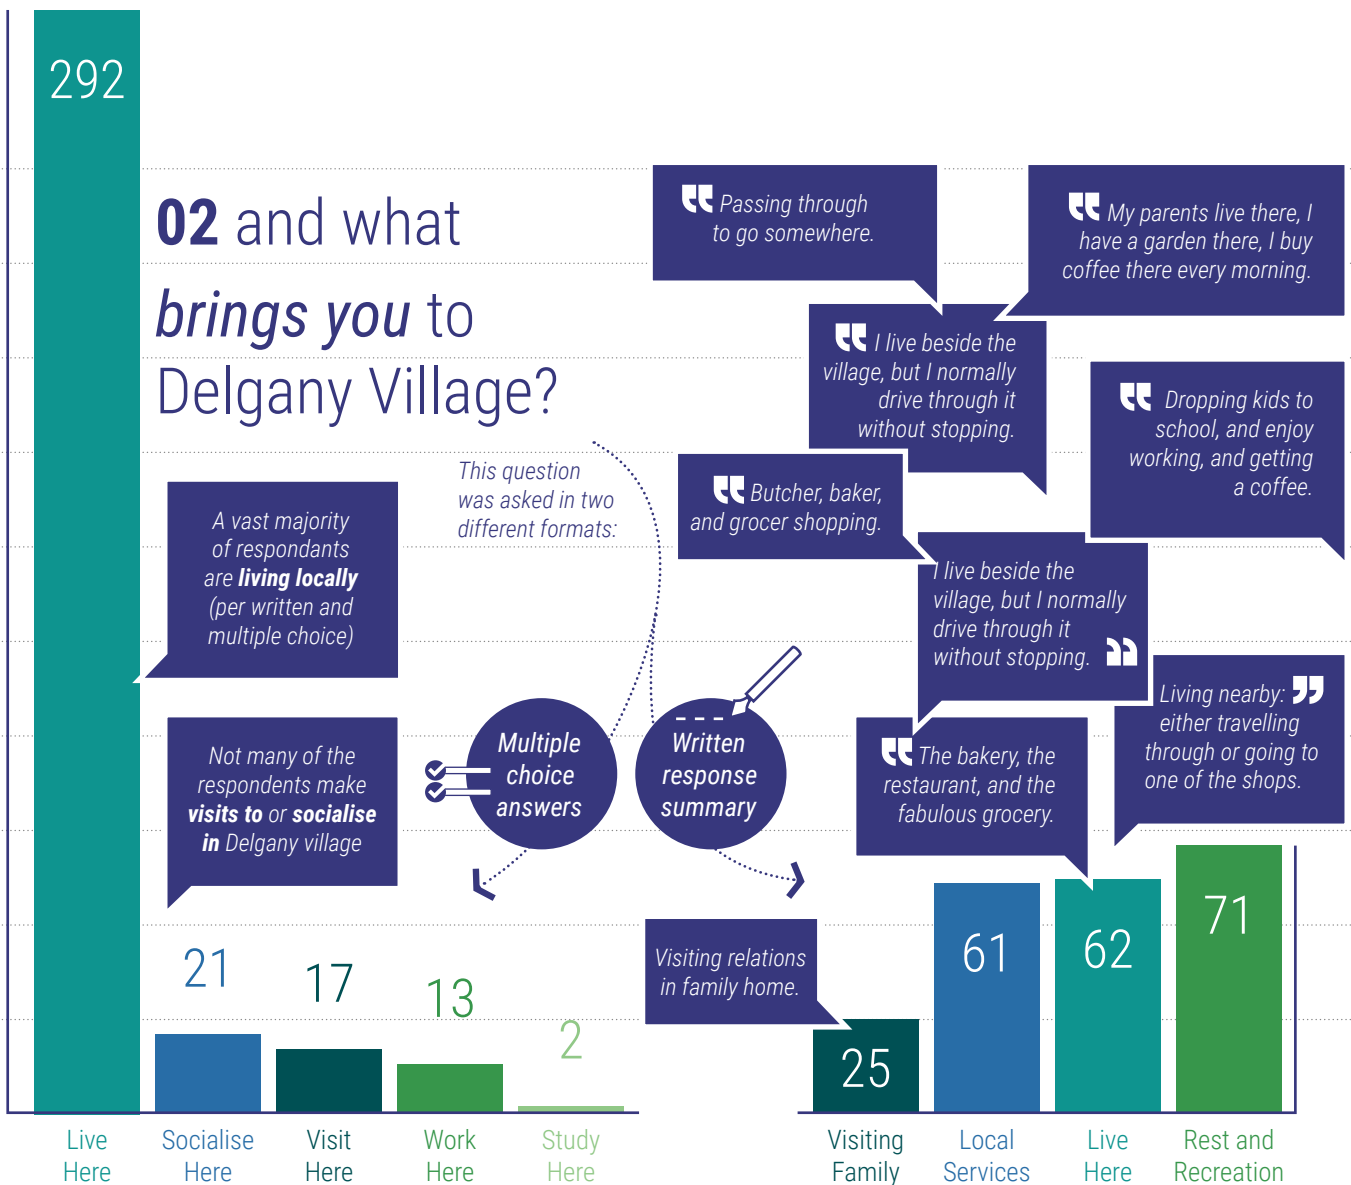 292
02 and what
brings you to
Delgany Village?
This question
was asked in two
different formats:
A vast majority
of respondants
are living locally
(per written and
multiple choice)
Not many of the
respondents make
visits to or socialise
in Delgany village
Multiple
choice
answers
Written
response
summary
Passing through
to go somewhere.
My parents live there, I
have a garden there, I buy
coffee there every morning.
I live beside the
village, but I normally
drive through it
without stopping.
Dropping kids to
school, and enjoy
working, and getting
a coffee.
Butcher, baker,
and grocer shopping.
I live beside the
village, but I normally
drive through it
without stopping.
Living nearby:
either travelling
through or going to
one of the shops.
The bakery, the
restaurant, and the
fabulous grocery.
Visiting relations
in family home.
21
17
13
2
25
61
62
71
Live
Here
Socialise
Here
Visit
Here
Work
Here
Study
Here
Visiting
Family
Local
Services
Live
Here
Rest and
Recreation